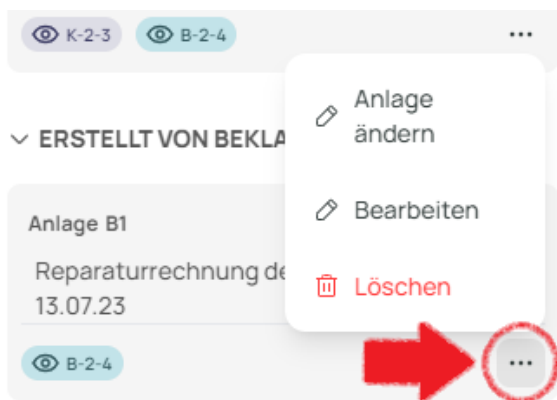 K-2-3 B-2-4 ...
Anlage
ändern
ERSTELLT VON BEKLA
Bearbeiten
Anlage B1
Reparaturrechnung de
13.07.23
Löschen
B-2-4 ...